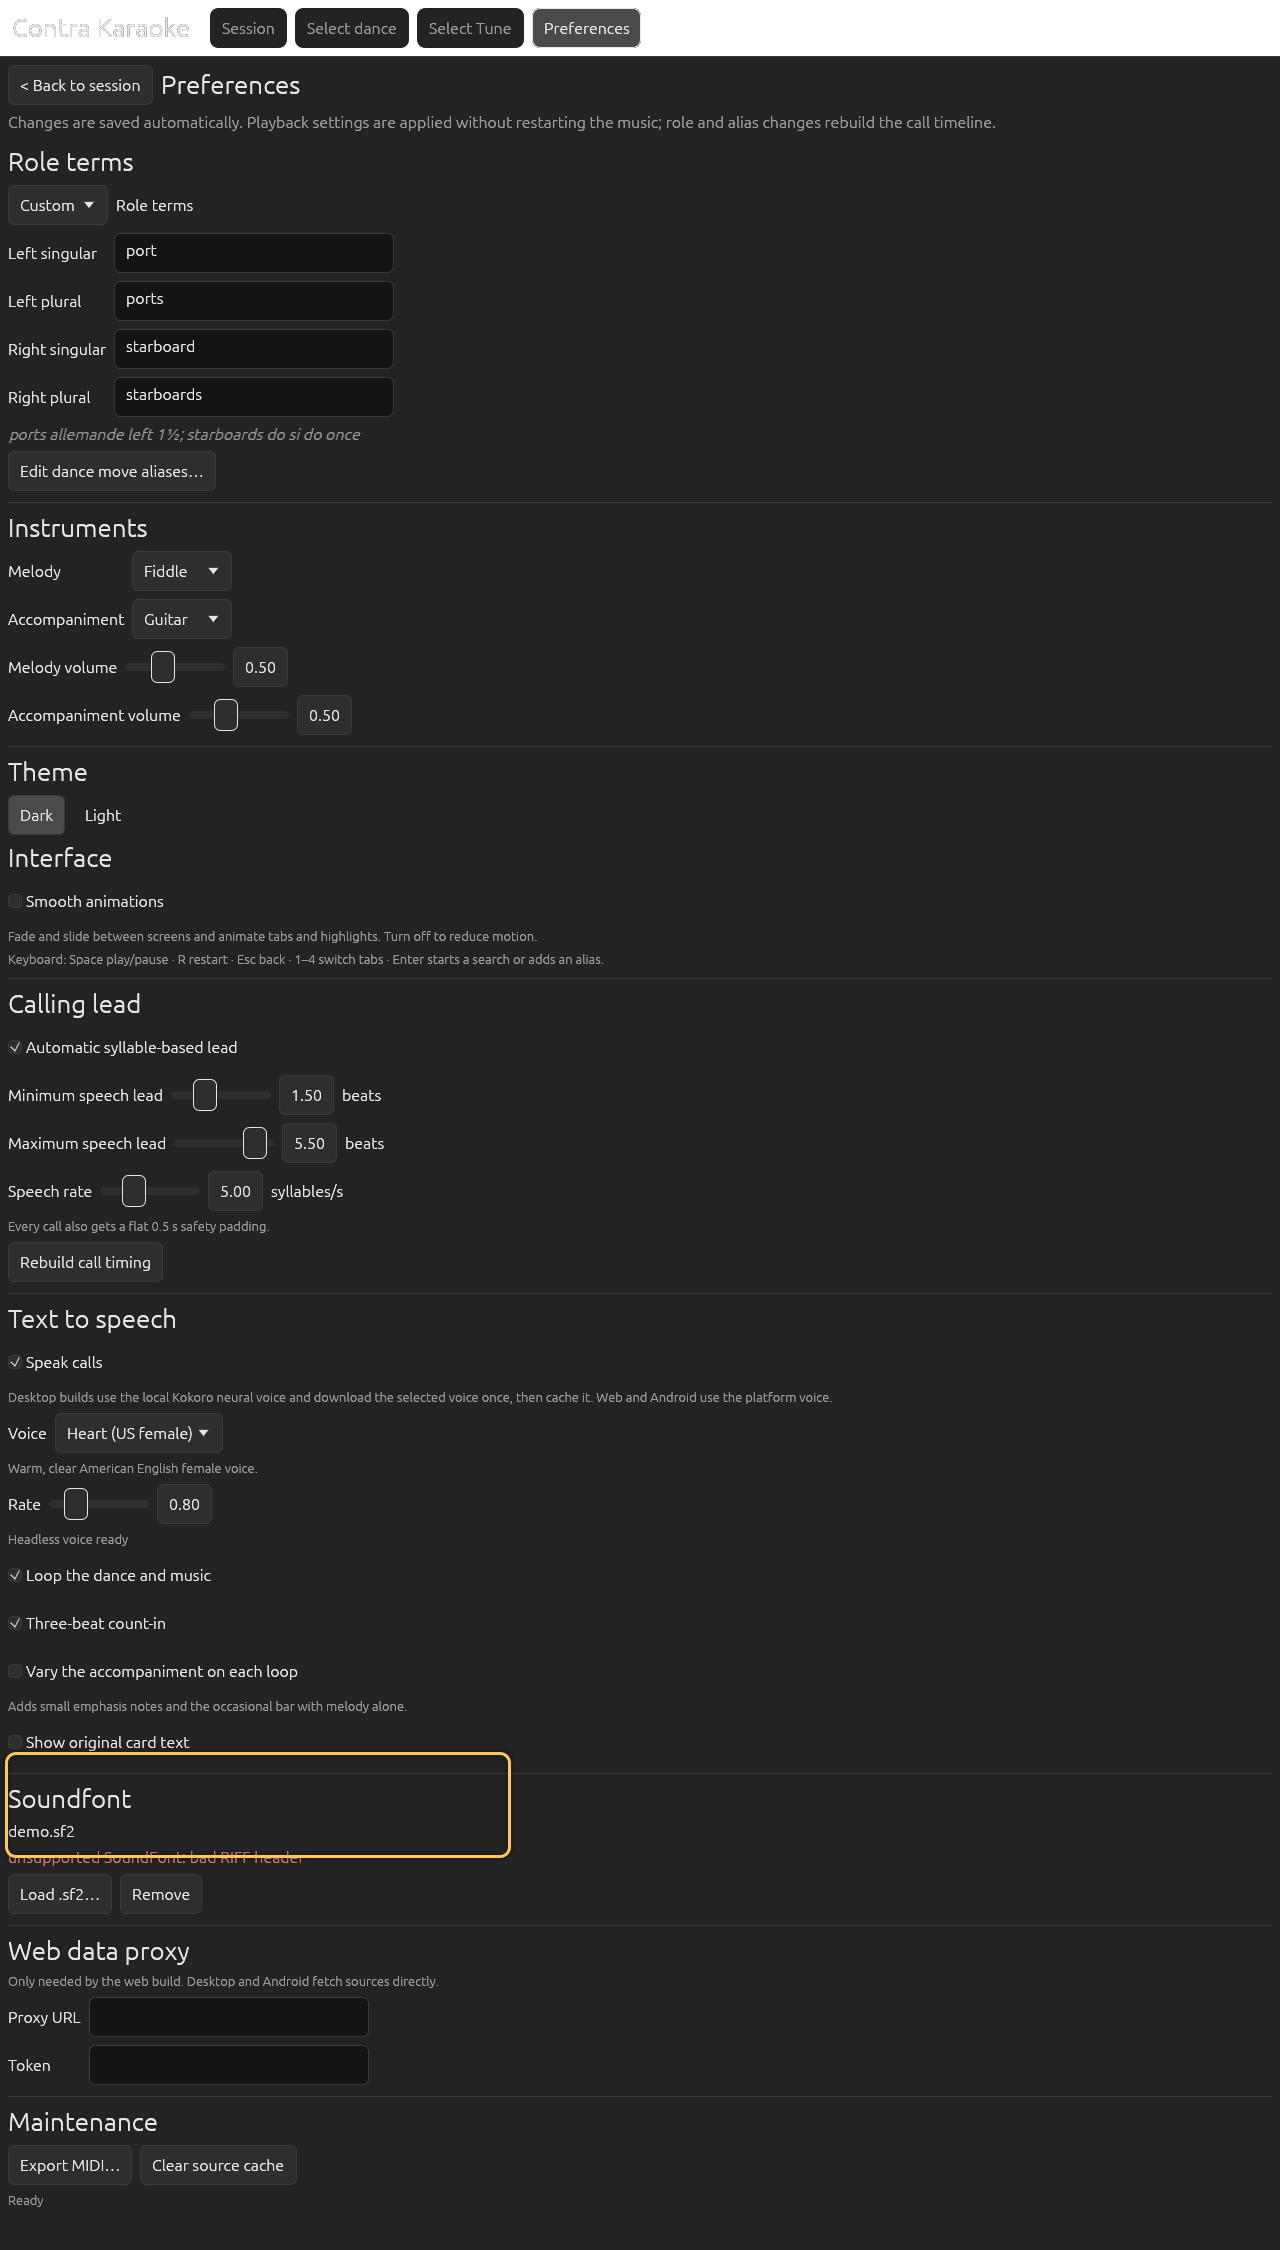 Contra Karaoke Session Select dance Select Tune Preferences
< Back to session Preferences
Changes are saved automatically. Playback settings are applied without restarting the music; role and alias changes rebuild the call timeline.
Role terms
Custom Role terms
Left singular port
Left plural ports
Right singular starboard
Right plural starboards
ports allemande left 1½; starboards do si do once
Edit dance move aliases...
Instruments
Melody Fiddle
Accompaniment Guitar
Melody volume 0.50
Accompaniment volume 0.50
Theme
Dark Light
Interface
Smooth animations
Fade and slide between screens and animate tabs and highlights. Turn off to reduce motion.
Keyboard: Space play/pause · R restart · Esc back · 1–4 switch tabs · Enter starts a search or adds an alias.
Calling lead
Automatic syllable-based lead
Minimum speech lead 1.50 beats
Maximum speech lead 5.50 beats
Speech rate 5.00 syllables/s
Every call also gets a flat 0.5 s safety padding.
Rebuild call timing
Text to speech
Speak calls
Desktop builds use the local Kokoro neural voice and download the selected voice once, then cache it. Web and Android use the platform voice.
Voice Heart (US female)
Warm, clear American English female voice.
Rate 0.80
Headless voice ready
Loop the dance and music
Three-beat count-in
Vary the accompaniment on each loop
Adds small emphasis notes and the occasional bar with melody alone.
Show original card text
Soundfont
demo.sf2
unsupported SoundFont: bad RIFF header
Load .sf2... Remove
Web data proxy
Only needed by the web build. Desktop and Android fetch sources directly.
Proxy URL
Token
Maintenance
Export MIDI... Clear source cache
Ready